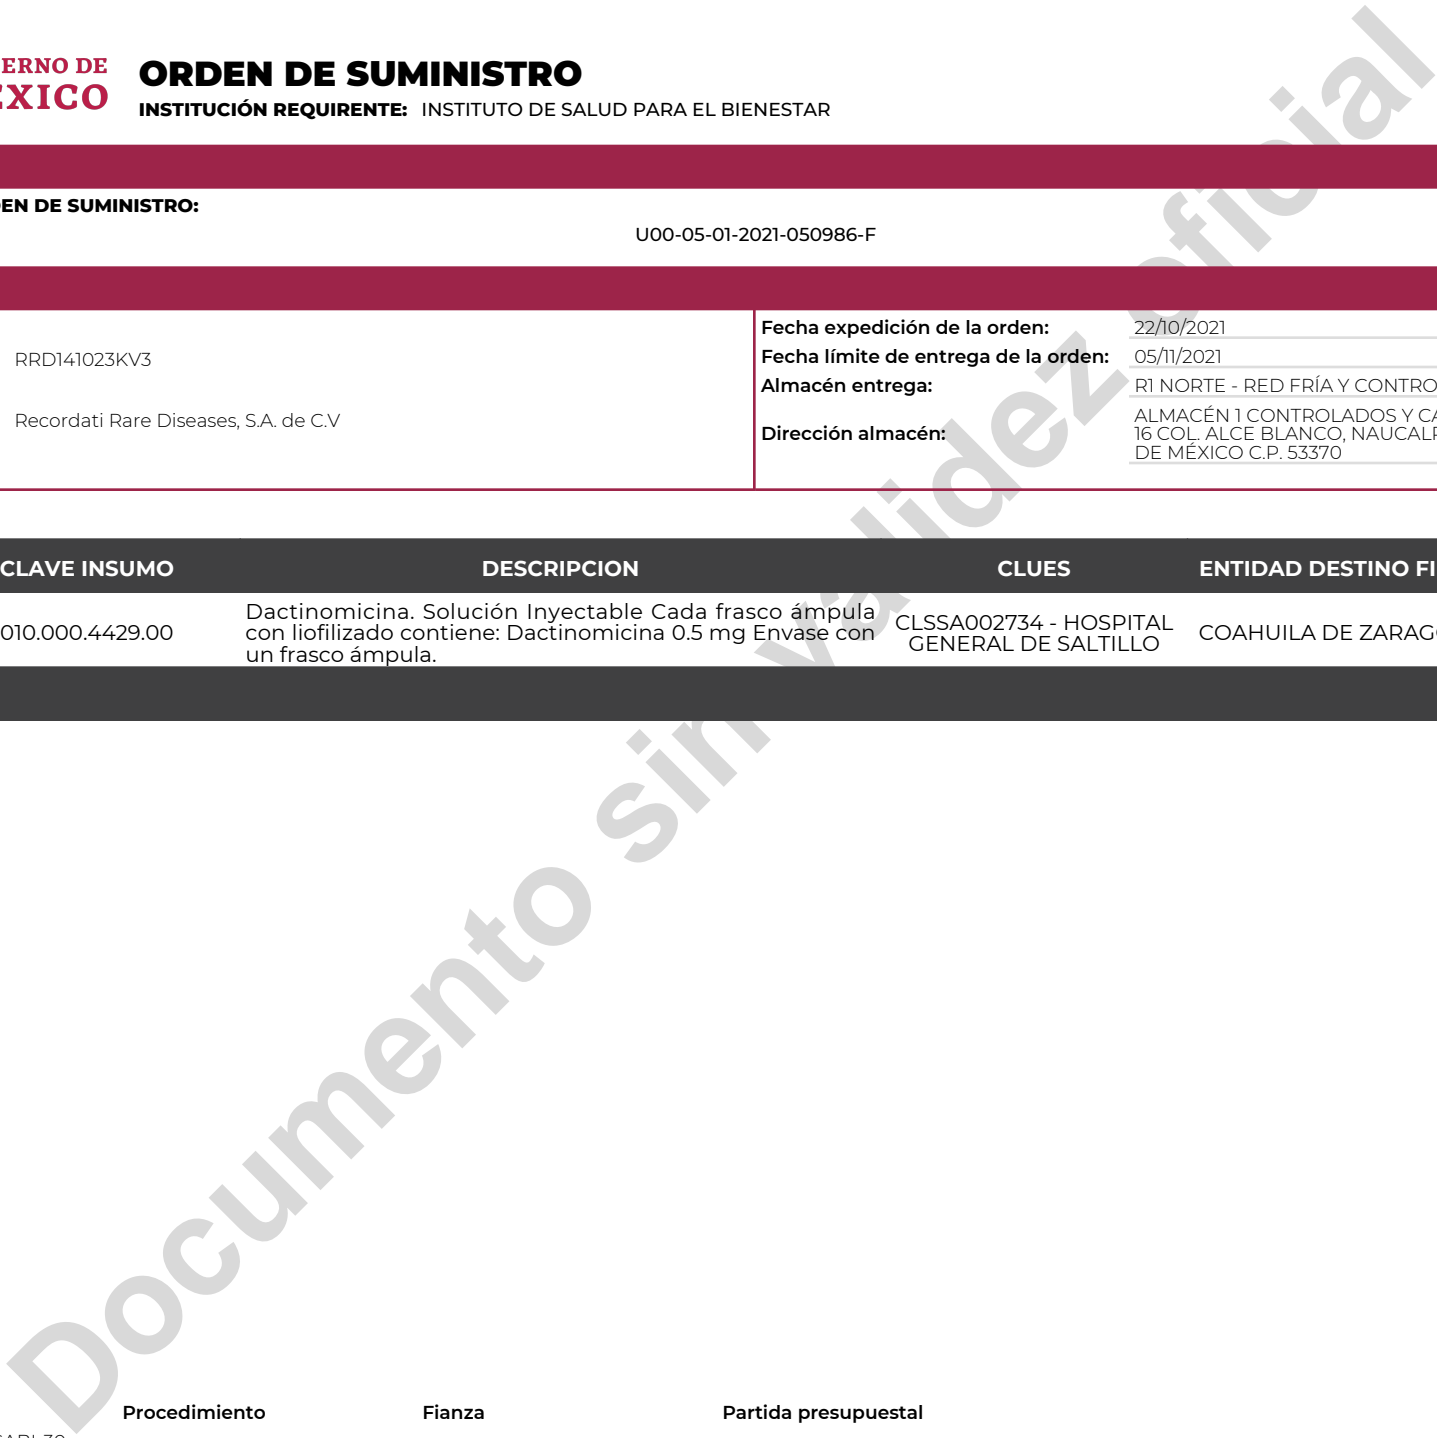 ERNO DE
ORDEN DE SUMINISTRO
EXICO
INSTITUCIÓN REQUIRENTE: INSTITUTO DE SALUD PARA EL BIENESTAR
EN DE SUMINISTRO:
U00-05-01-2021-050986-F
RRD141023KV3
Recordati Rare Diseases, S.A. de C.V
Fecha expedición de la orden: 22/10/2021
Fecha límite de entrega de la orden: 05/11/2021
Almacén entrega: R1 NORTE - RED FRÍA Y CONTRO
Dirección almacén: ALMACÉN 1 CONTROLADOS Y CA
16 COL. ALCE BLANCO, NAUCALP
DE MÉXICO C.P. 53370
CLAVE INSUMO DESCRIPCION CLUES ENTIDAD DESTINO FI
010.000.4429.00
Dactinomicina. Solución Inyectable Cada frasco ámpula
con liofilizado contiene: Dactinomicina 0.5 mg Envase con
un frasco ámpula.
CLSSA002734 - HOSPITAL
GENERAL DE SALTILLO
COAHUILA DE ZARAG
Documento sin validez oficial
Procedimiento Fianza Partida presupuestal